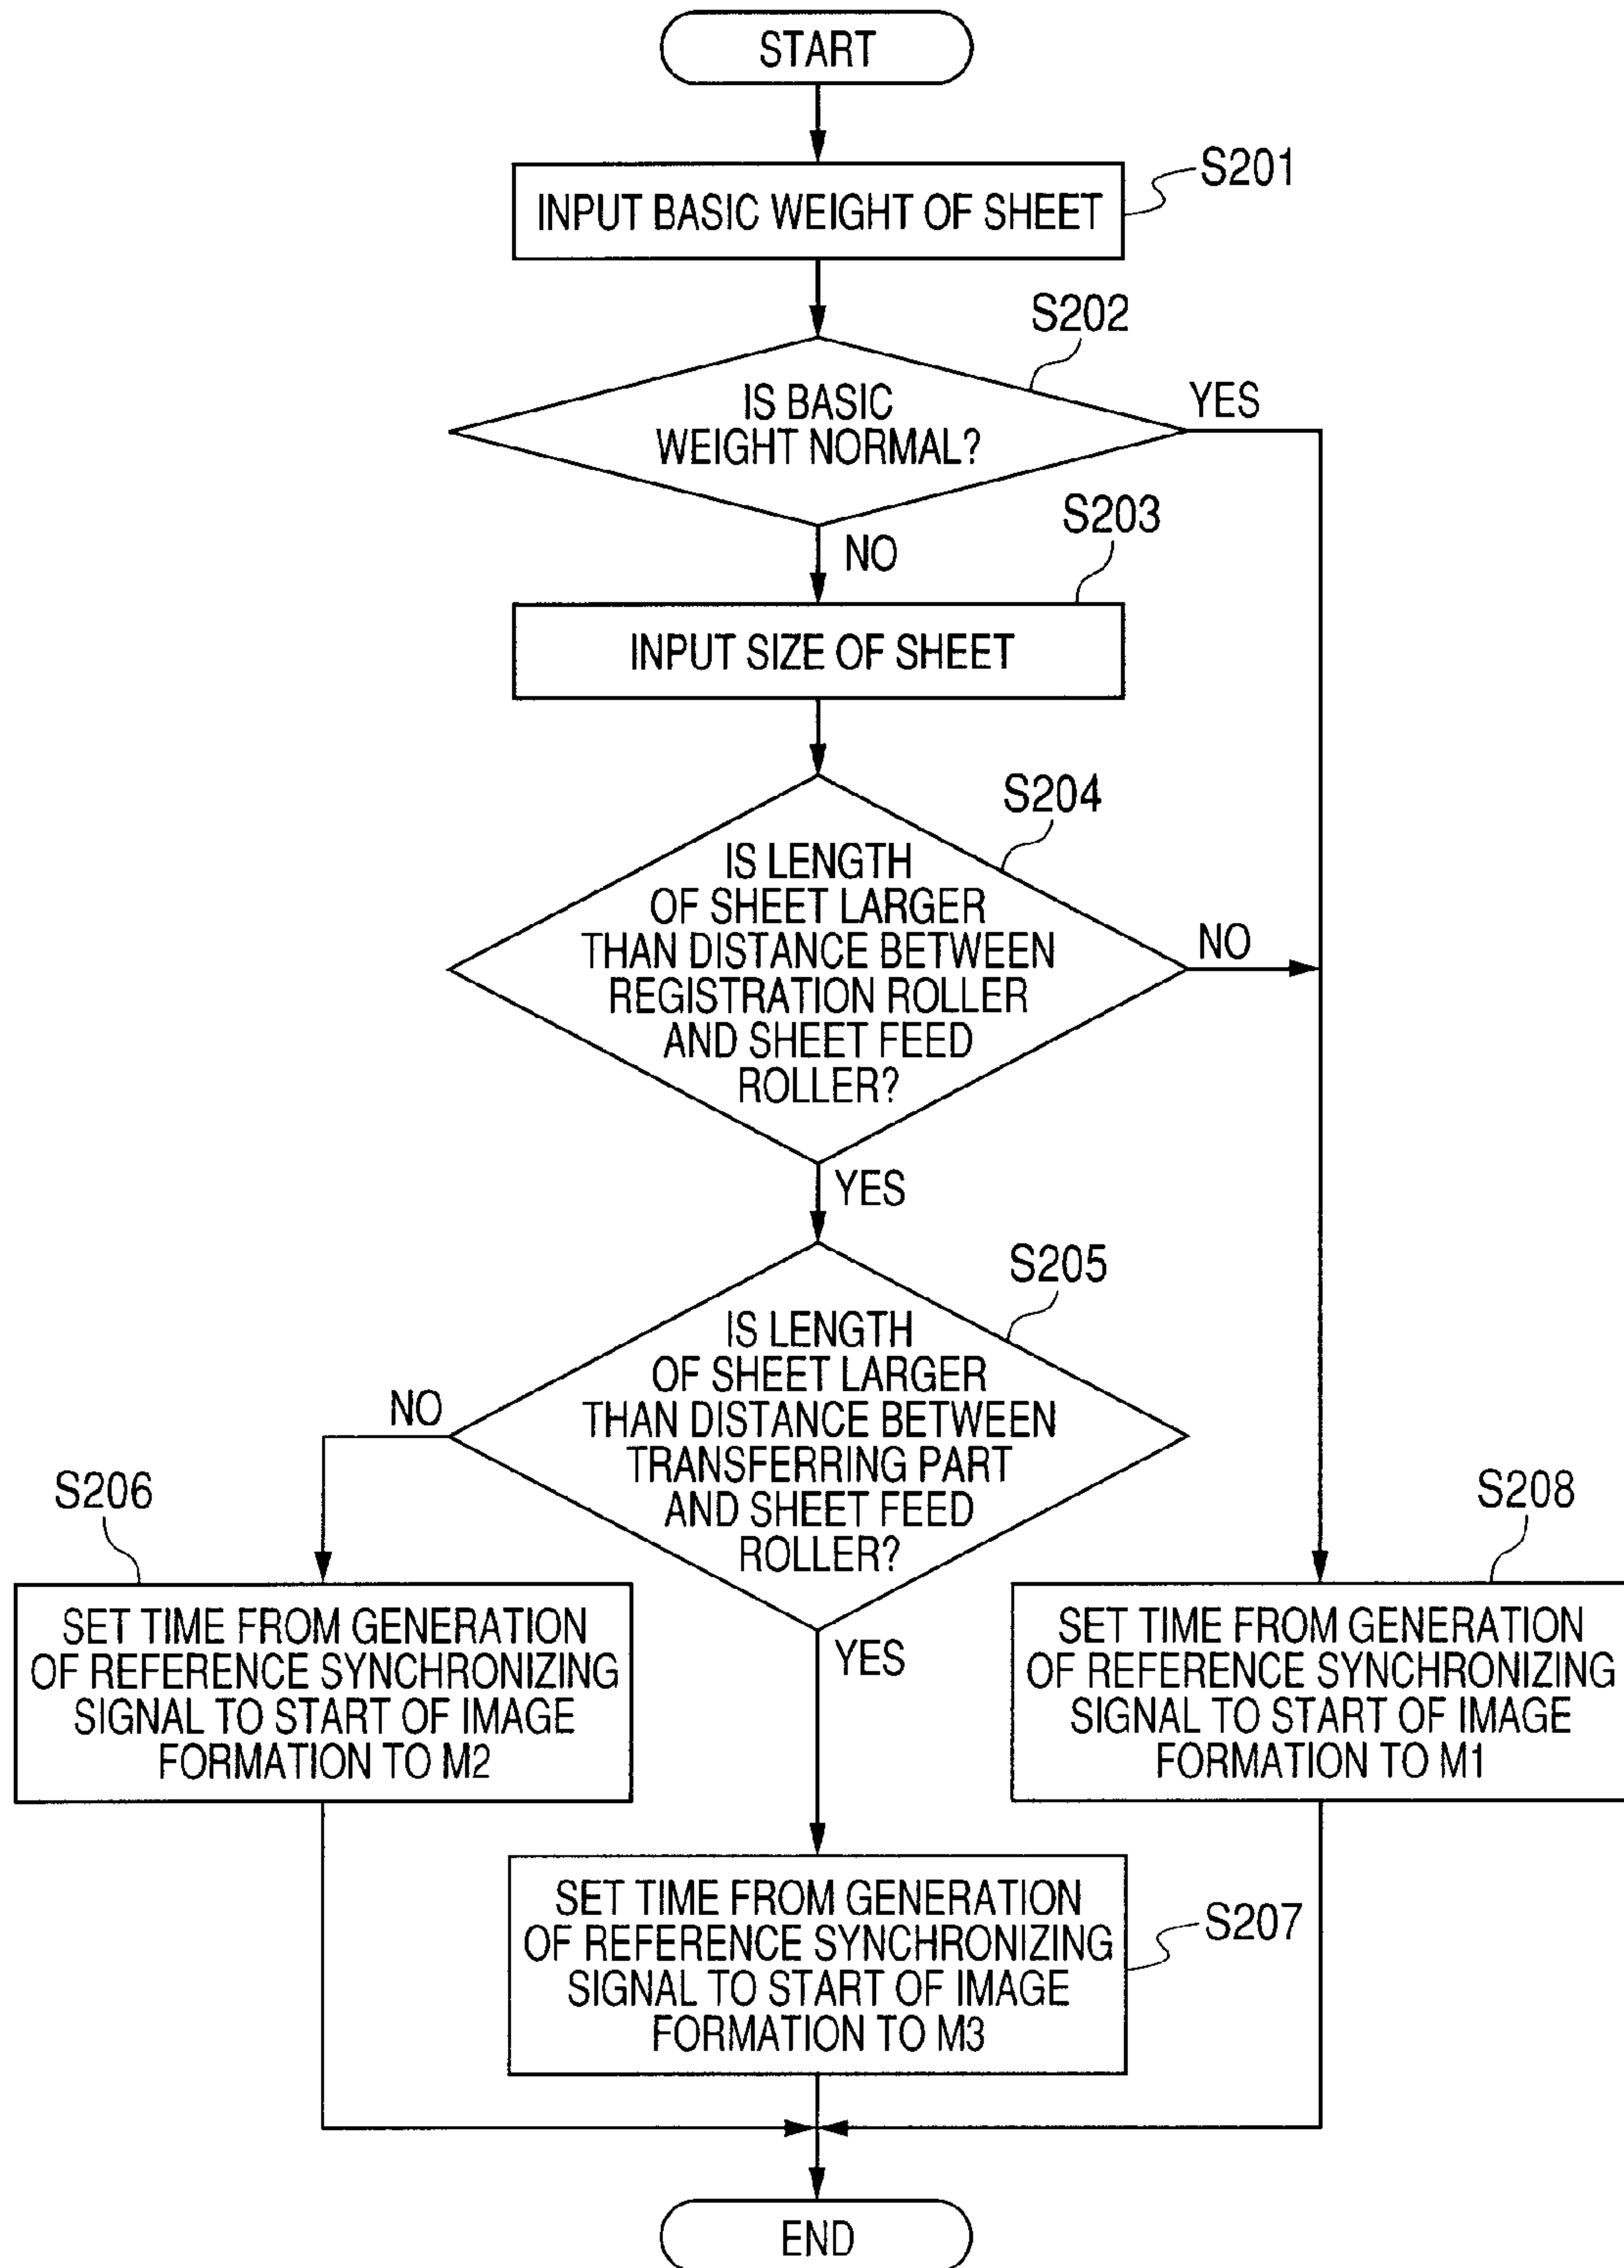 START
S201
INPUT BASIC WEIGHT OF SHEET
S202
IS BASIC
WEIGHT NORMAL?
YES
NO
S203
INPUT SIZE OF SHEET
S204
IS LENGTH
OF SHEET LARGER
THAN DISTANCE BETWEEN
REGISTRATION ROLLER
AND SHEET FEED
ROLLER?
NO
YES
S205
IS LENGTH
OF SHEET LARGER
THAN DISTANCE BETWEEN
TRANSFERRING PART
AND SHEET FEED
ROLLER?
NO
YES
S206
SET TIME FROM GENERATION
OF REFERENCE SYNCHRONIZING
SIGNAL TO START OF IMAGE
FORMATION TO M2
S208
SET TIME FROM GENERATION
OF REFERENCE SYNCHRONIZING
SIGNAL TO START OF IMAGE
FORMATION TO M1
SET TIME FROM GENERATION
OF REFERENCE SYNCHRONIZING
SIGNAL TO START OF IMAGE
FORMATION TO M3
S207
END